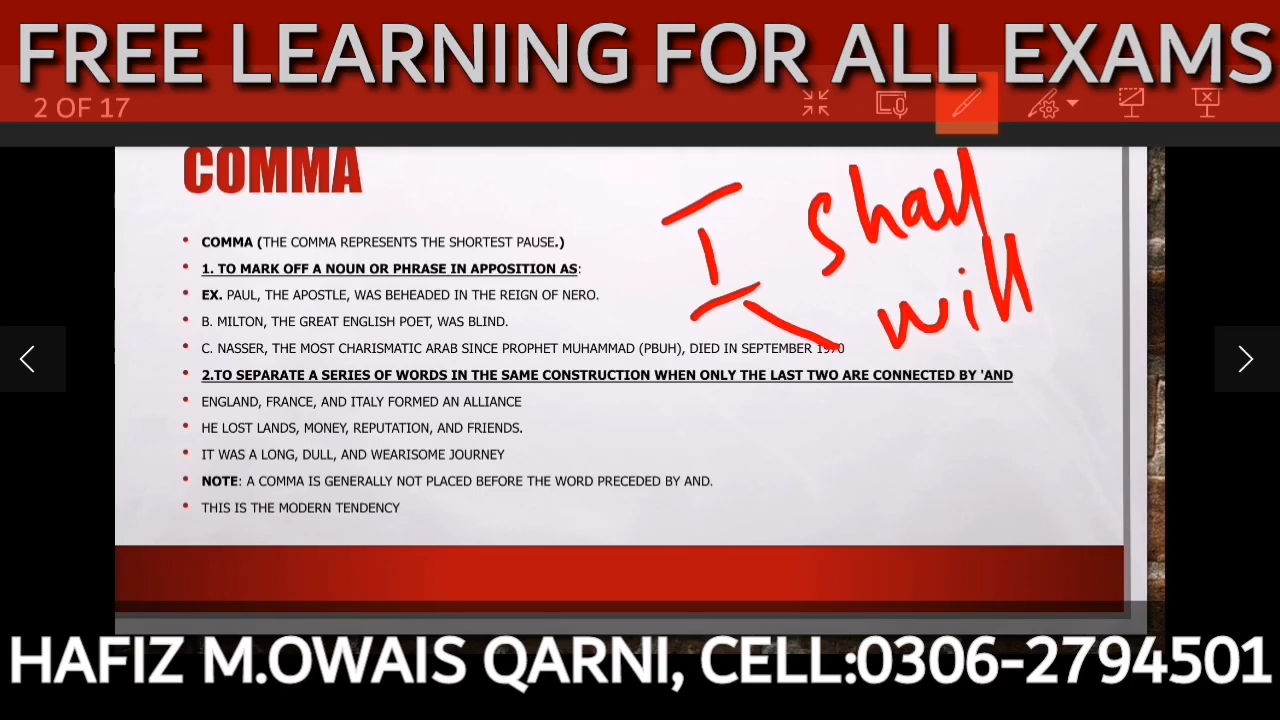 FREE LEARNING FOR ALL EXAMS
2 OF 17
COMMA
I shall
will
• COMMA (THE COMMA REPRESENTS THE SHORTEST PAUSE.)
• 1. TO MARK OFF A NOUN OR PHRASE IN APPOSITION AS:
• EX. PAUL, THE APOSTLE, WAS BEHEADED IN THE REIGN OF NERO.
• B. MILTON, THE GREAT ENGLISH POET, WAS BLIND.
• C. NASSER, THE MOST CHARISMATIC ARAB SINCE PROPHET MUHAMMAD (PBUH), DIED IN SEPTEMBER 1970
• 2.TO SEPARATE A SERIES OF WORDS IN THE SAME CONSTRUCTION WHEN ONLY THE LAST TWO ARE CONNECTED BY 'AND
• ENGLAND, FRANCE, AND ITALY FORMED AN ALLIANCE
• HE LOST LANDS, MONEY, REPUTATION, AND FRIENDS.
• IT WAS A LONG, DULL, AND WEARISOME JOURNEY
• NOTE: A COMMA IS GENERALLY NOT PLACED BEFORE THE WORD PRECEDED BY AND.
• THIS IS THE MODERN TENDENCY
HAFIZ M.OWAIS QARNI, CELL:0306-2794501